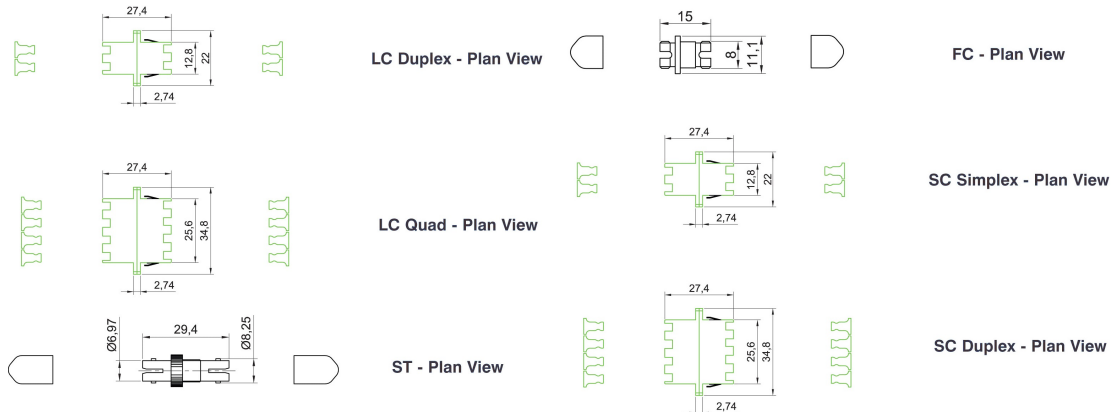 27,4
12,8
22
2,74
LC Duplex - Plan View
15
8
11,1
FC - Plan View
27,4
12,8
22
2,74
SC Simplex - Plan View
27,4
25,6
34,8
2,74
LC Quad - Plan View
Ø6,97
29,4
Ø8,25
ST - Plan View
27,4
25,6
34,8
2,74
SC Duplex - Plan View